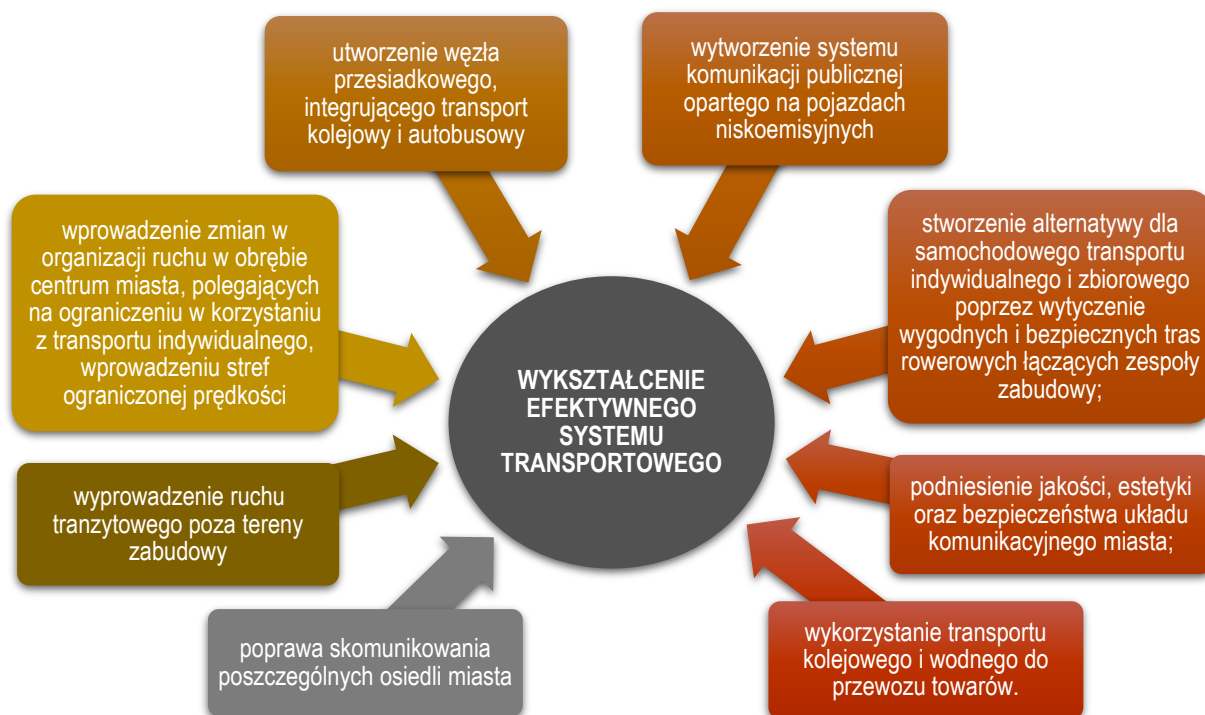 utworzenie węzła
przesiadkowego,
integrującego transport
kolejowy i autobusowy
wytworzenie systemu
komunikacji publicznej
opartego na pojazdach
niskoemisyjnych
wprowadzenie zmian w
organizacji ruchu w obrębie
centrum miasta, polegających
na ograniczeniu w korzystaniu
z transportu indywidualnego,
wprowadzeniu stref
ograniczonej prędkości
stworzenie alternatywy dla
samochodowego transportu
indywidualnego i zbiorowego
poprzez wytyczenie
wygodnych i bezpiecznych tras
rowerowych łączących zespoły
zabudowy;
WYKSZTAŁCENIE
EFEKTYWNEGO
SYSTEMU
TRANSPORTOWEGO
wyprowadzenie ruchu
tranzytowego poza tereny
zabudowy
podniesienie jakości, estetyki
oraz bezpieczeństwa układu
komunikacyjnego miasta;
poprawa skomunikowania
poszczególnych osiedli miasta
wykorzystanie transportu
kolejowego i wodnego do
przewozu towarów.